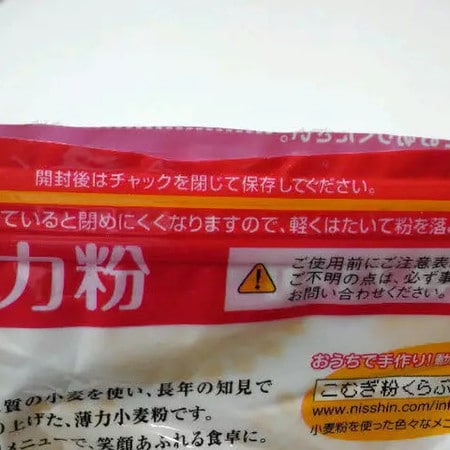 開封後はチャックを閉じて保存してください。
ていると閉めにくくなりますので、軽くはたいて粉を落
力粉
ご使用前にご注意表
ご不明の点は、必ず事
お問い合わせください。
おうちで手作り!動
こむぎ粉くらぶ
www.nisshin.com/inf
小麦粉を使った色々なメニ
質の小麦を使い、長年の知見で
り上げた、薄力小麦粉です。
メニューで、笑顔あふれる食卓に。